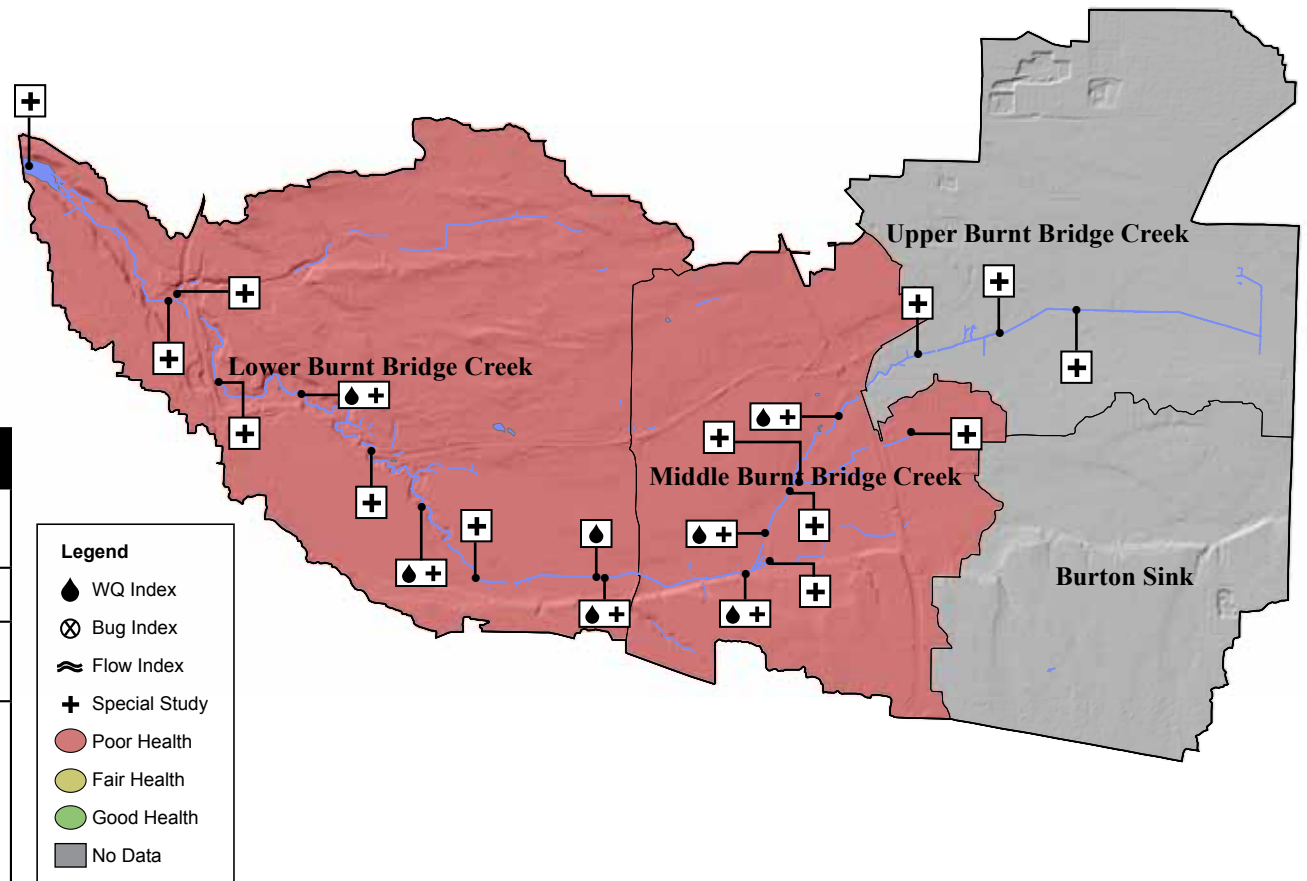 Upper Burnt Bridge Creek
Lower Burnt Bridge Creek
Middle Burnt Bridge Creek
Burton Sink
Legend
WQ Index
Bug Index
Flow Index
Special Study
Poor Health
Fair Health
Good Health
No Data